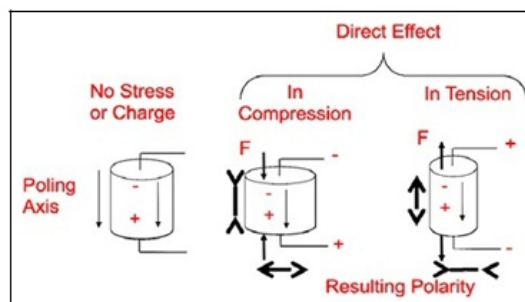 Direct Effect
No Stress
or Charge
In
Compression
In Tension
Poling
Axis
-
+
F
-
+
-
+
F
-
+
+
-
Resulting Polarity